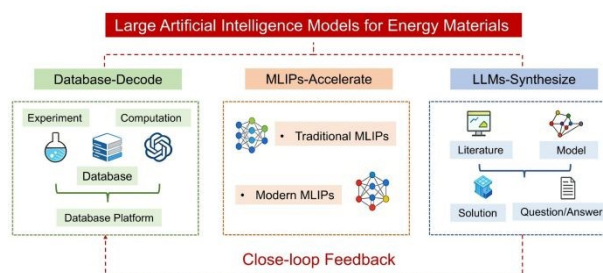 Large Artificial Intelligence Models for Energy Materials
Database-Decode
MLIPs-Accelerate
LLMs-Synthesize
Experiment
Computation
Database
Database Platform
• Traditional MLIPs
• Modern MLIPs
Literature
Model
Solution
Question/Answer
Close-loop Feedback